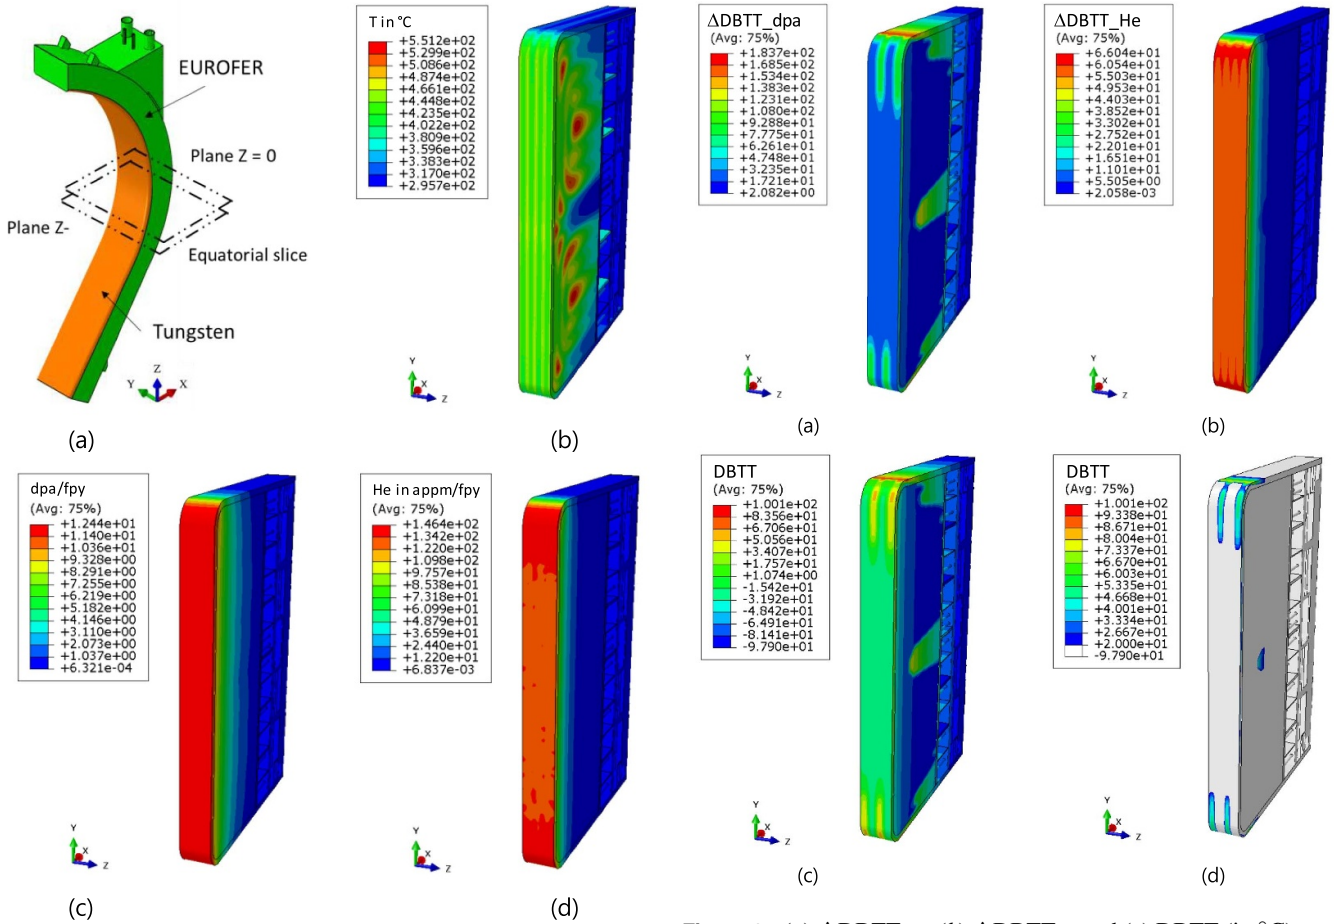 EUROFER
Plane Z = 0
Plane Z-
Equatorial slice
Tungsten
Y
Z
X
(a)
T in °C
+5.512e+02
+5.299e+02
+5.086e+02
+4.874e+02
+4.661e+02
+4.448e+02
+4.235e+02
+4.022e+02
+3.809e+02
+3.596e+02
+3.383e+02
+3.170e+02
+2.957e+02
Y
X
Z
(b)
ΔDBTT_dpa
(Avg: 75%)
+1.837e+02
+1.685e+02
+1.534e+02
+1.383e+02
+1.231e+02
+1.080e+02
+9.288e+01
+7.775e+01
+6.261e+01
+4.748e+01
+3.235e+01
+1.721e+01
+2.082e+00
Y
X
Z
(a)
ΔDBTT_He
(Avg: 75%)
+6.604e+01
+6.054e+01
+5.503e+01
+4.953e+01
+4.403e+01
+3.852e+01
+3.302e+01
+2.752e+01
+2.201e+01
+1.651e+01
+1.101e+01
+5.505e+00
+2.058e-03
Y
X
Z
(b)
dpa/fpy
(Avg: 75%)
+1.244e+01
+1.140e+01
+1.036e+01
+9.328e+00
+8.291e+00
+7.255e+00
+6.219e+00
+5.182e+00
+4.146e+00
+3.110e+00
+2.073e+00
+1.037e+00
+6.321e-04
Y
X
Z
(c)
He in appm/fpy
(Avg: 75%)
+1.464e+02
+1.342e+02
+1.220e+02
+1.098e+02
+9.757e+01
+8.538e+01
+7.318e+01
+6.099e+01
+4.879e+01
+3.659e+01
+2.440e+01
+1.220e+01
+6.837e-03
Y
X
Z
(d)
DBTT
(Avg: 75%)
+1.001e+02
+8.356e+01
+6.706e+01
+5.056e+01
+3.407e+01
+1.757e+01
+1.074e+00
-1.542e+01
-3.192e+01
-4.842e+01
-6.491e+01
-8.141e+01
-9.790e+01
Y
X
Z
(c)
DBTT
(Avg: 75%)
+1.001e+02
+9.338e+01
+8.671e+01
+8.004e+01
+7.337e+01
+6.670e+01
+6.003e+01
+5.335e+01
+4.668e+01
+4.001e+01
+3.334e+01
+2.667e+01
+2.000e+01
-9.790e+01
Y
X
Z
(d)